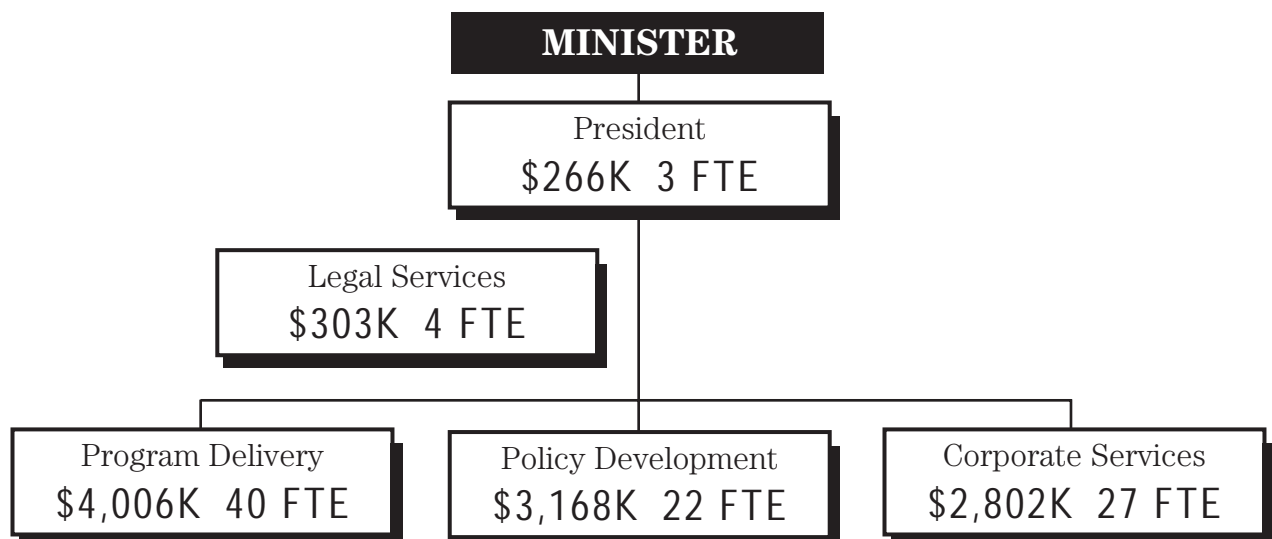 MINISTER
President
$266K 3 FTE
Legal Services
$303K 4 FTE
Program Delivery
$4,006K 40 FTE
Policy Development
$3,168K 22 FTE
Corporate Services
$2,802K 27 FTE